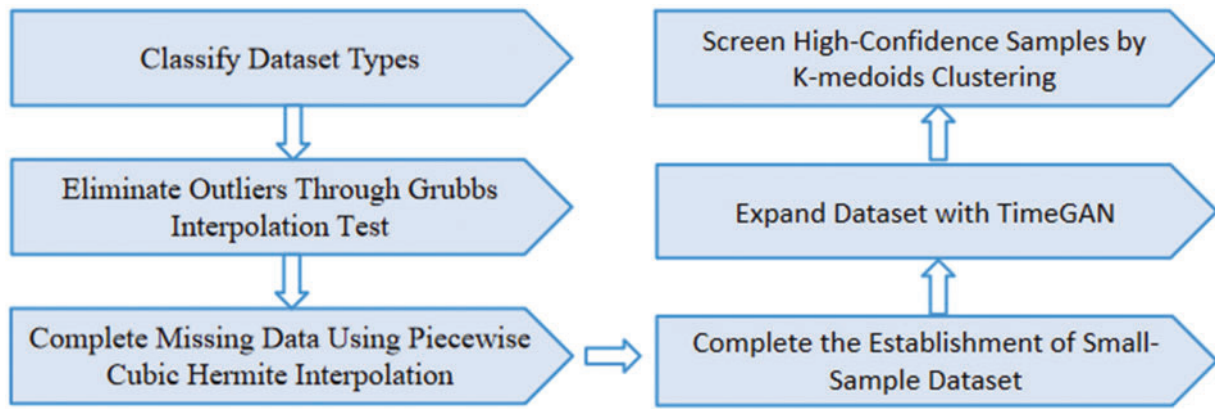 Classify Dataset Types
Eliminate Outliers Through Grubbs
Interpolation Test
Complete Missing Data Using Piecewise
Cubic Hermite Interpolation
Complete the Establishment of Small-
Sample Dataset
Expand Dataset with TimeGAN
Screen High-Confidence Samples by
K-medoids Clustering